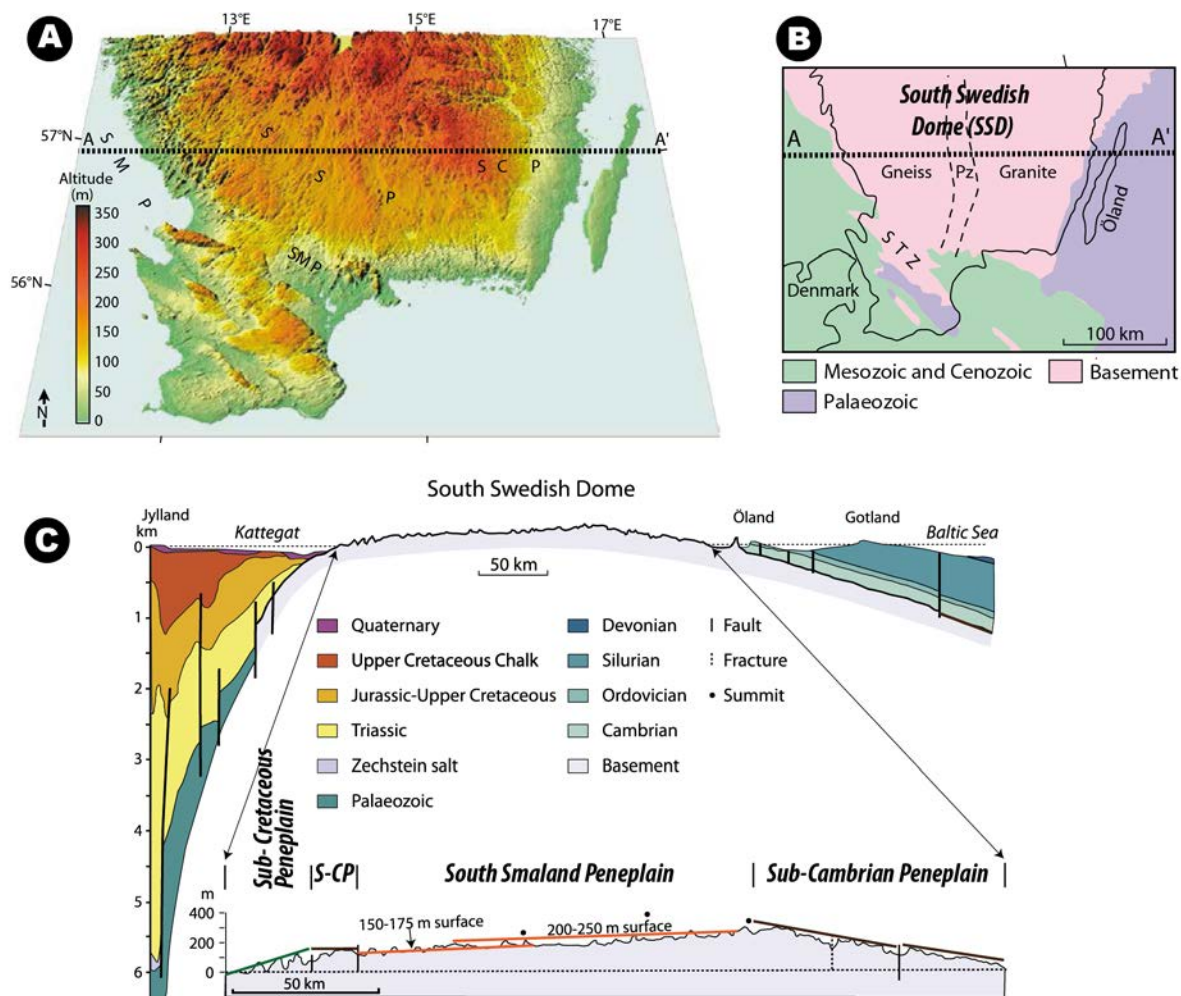 A
13°E
15°E
17°E
57°N
A
A'
S
M
P
S
S
P
S C P
SMP
Altitude
(m)
350
300
250
200
150
100
50
0
56°N
N
B
South Swedish
Dome (SSD)
A
A'
Gneiss
Pz
Granite
Öland
S T Z
Denmark
100 km
Mesozoic and Cenozoic
Basement
Palaeozoic
C
South Swedish Dome
Jylland
km
Kattegat
Öland
Gotland
Baltic Sea
0
1
2
3
4
5
6
50 km
Quaternary
Upper Cretaceous Chalk
Jurassic-Upper Cretaceous
Triassic
Zechstein salt
Palaeozoic
Devonian
Silurian
Ordovician
Cambrian
Basement
Fault
Fracture
Summit
Sub-Cretaceous
Peneplain
S-CP
South Smaland Peneplain
Sub-Cambrian Peneplain
m
400
200
0
150-175 m surface
200-250 m surface
50 km